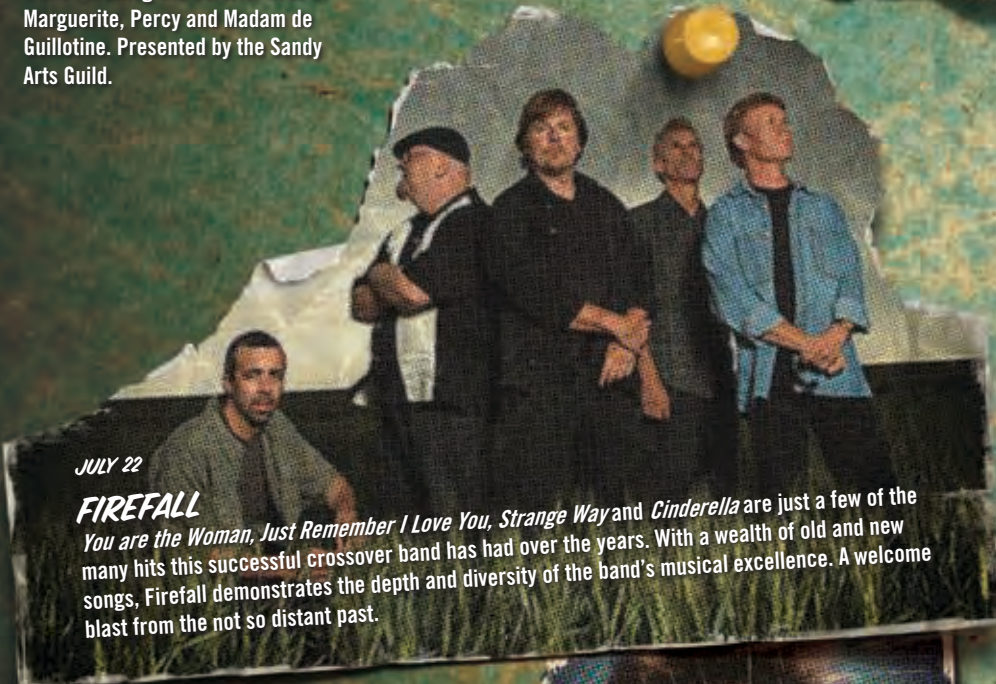 Marguerite, Percy and Madam de
Guillotine. Presented by the Sandy
Arts Guild.
JULY 22
FIREFALL
You are the Woman, Just Remember I Love You, Strange Way and Cinderella are just a few of the
many hits this successful crossover band has had over the years. With a wealth of old and new
songs, Firefall demonstrates the depth and diversity of the band's musical excellence. A welcome
blast from the not so distant past.